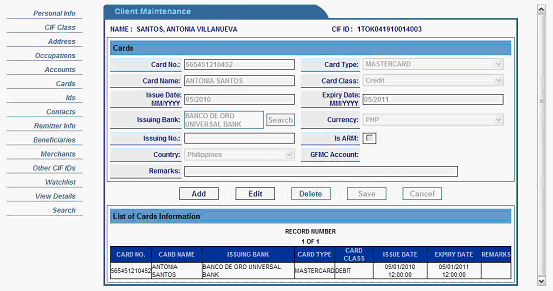 Personal Info
CIF Class
Address
Occupations
Accounts
Cards
Ids
Contacts
Remitter Info
Beneficiaries
Merchants
Other CIF IDs
Watchlist
View Details
Search
Client Maintenance
NAME : SANTOS, ANTONIA VILLANUEVA CIF ID : 1TOK041910014003
Cards
Card No.: 565451210452 Card Type: MASTERCARD
Card Name: ANTONIA SANTOS Card Class: Credit
Issue Date: MM/YYYY 05/2010 Expiry Date: MM/YYYY 05/2011
Issuing Bank: BANCO DE ORO UNIVERSAL BANK Search Currency: PHP
Issuing No.: Is ARM:
Country: Philippines GFMC Account:
Remarks:
Add Edit Delete Save Cancel
List of Cards Information
RECORD NUMBER
1 OF 1
CARD NO. CARD NAME ISSUING BANK CARD TYPE CARD CLASS ISSUE DATE EXPIRY DATE REMARKS
565451210452 ANTONIA SANTOS BANCO DE ORO UNIVERSAL BANK MASTERCARD DEBIT 05/01/2010 12:00:00 05/01/2011 12:00:00